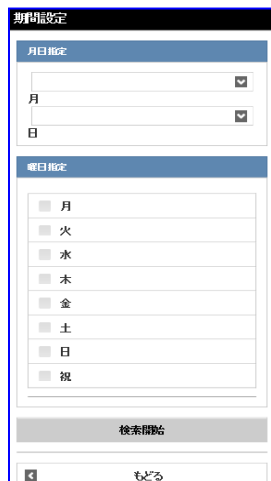 期間設定
月日指定
月
日
曜日指定
月
火
水
木
金
土
日
祝
検索開始
もどる